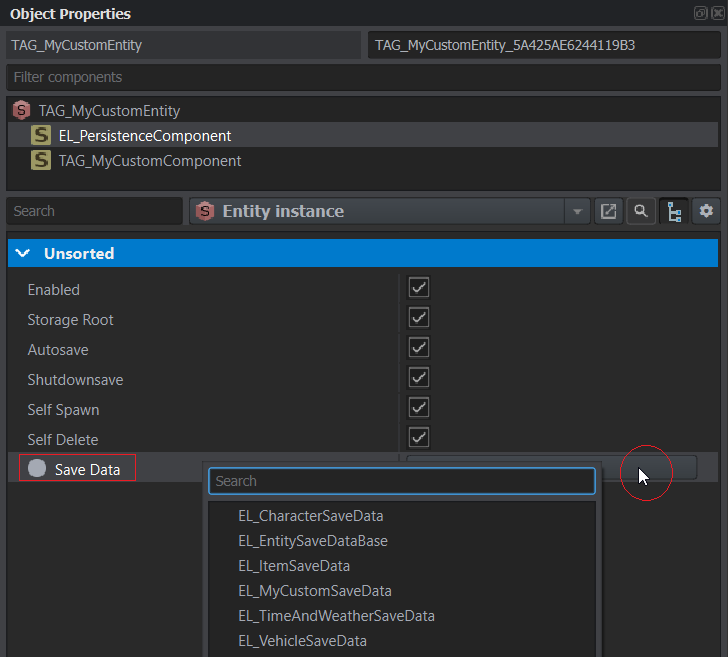 Object Properties
TAG_MyCustomEntity TAG_MyCustomEntity_5A425AE6244119B3
Filter components
S TAG_MyCustomEntity
S EL_PersistenceComponent
S TAG_MyCustomComponent
Search S Entity instance
Unsorted
Enabled
Storage Root
Autosave
Shutdownsave
Self Spawn
Self Delete
Save Data
Search
EL_CharacterSaveData
EL_EntitySaveDataBase
EL_ItemSaveData
EL_MyCustomSaveData
EL_TimeAndWeatherSaveData
EL_VehicleSaveData